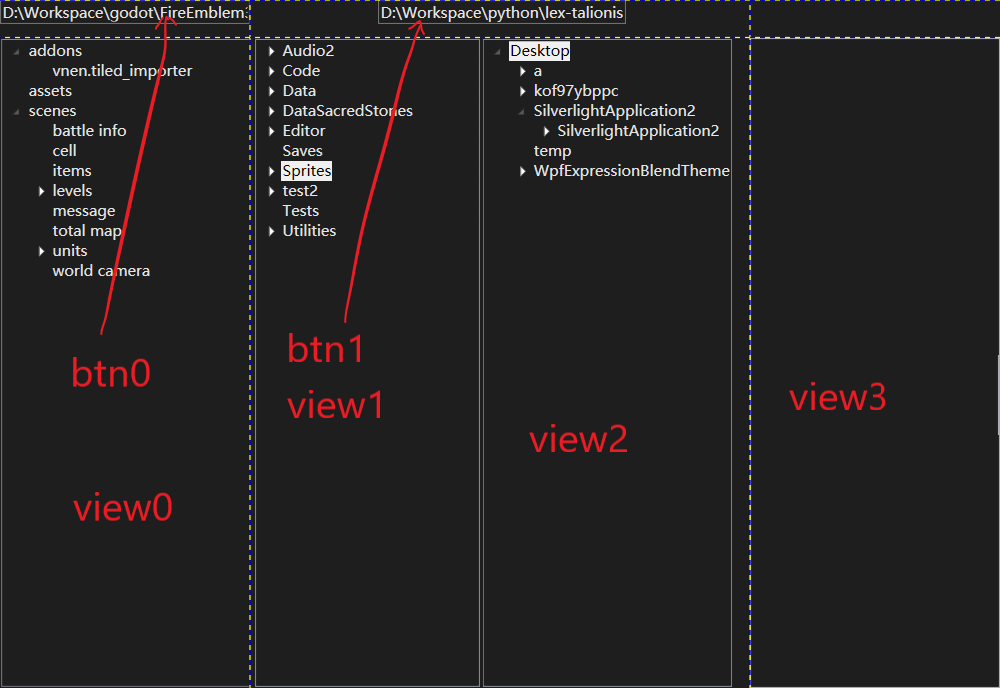 D:\Workspace\godot\FireEmblem
D:\Workspace\python\lex-talionis
addons
vnen.tiled_importer
assets
scenes
battle info
cell
items
levels
message
total map
units
world camera
btn0
view0
Audio2
Code
Data
DataSacredStories
Editor
Saves
Sprites
test2
Tests
Utilities
btn1
view1
Desktop
a
kof97ybppc
SilverlightApplication2
SilverlightApplication2
temp
WpfExpressionBlendTheme
view2
view3